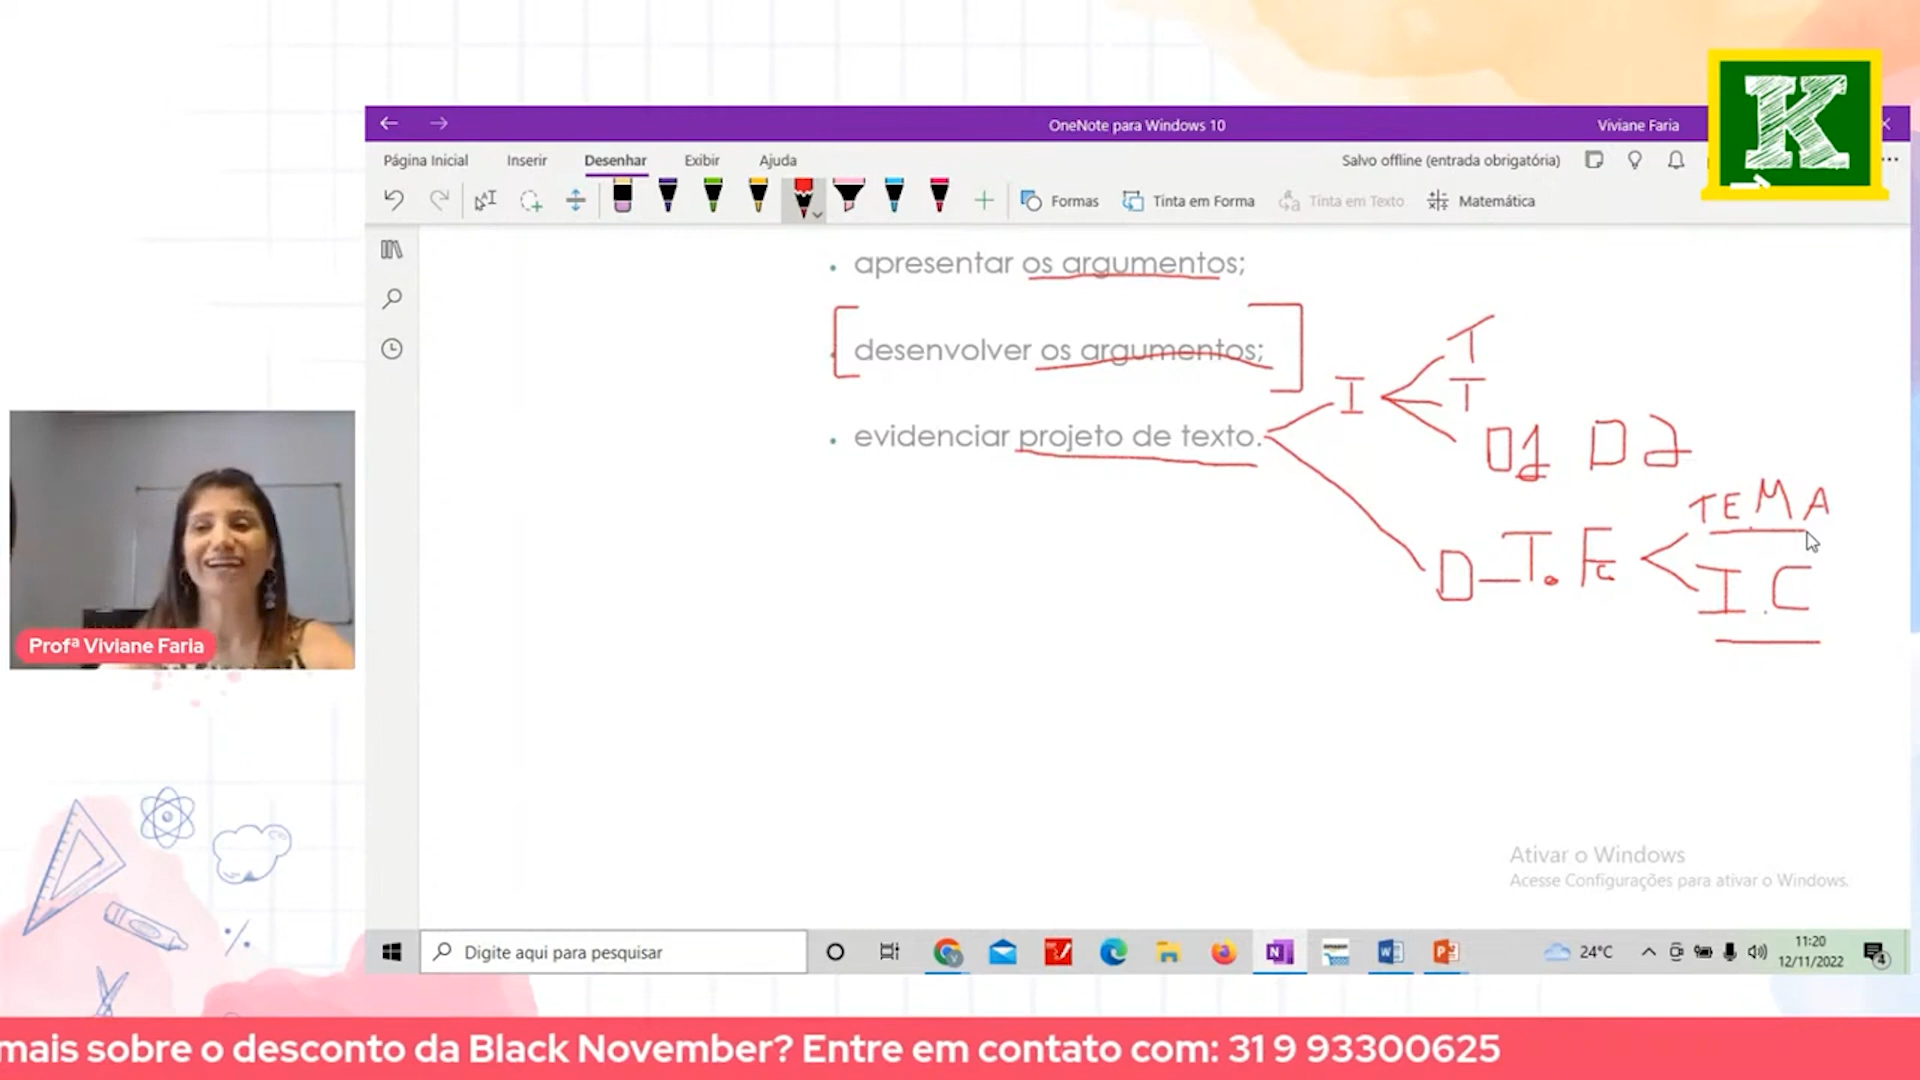 K
OneNote para Windows 10
Viviane Faria
Página Inicial Inserir Desenhar Exibir Ajuda
Salvo offline (entrada obrigatória)
Formas Tinta em Forma Tinta em Texto Matemática
• apresentar os argumentos;
• desenvolver os argumentos;
• evidenciar projeto de texto.
I
T
T
D1 D2
TEMA
D_T. F
I.C
Profª Viviane Faria
Ativar o Windows
Acesse Configurações para ativar o Windows.
Digite aqui para pesquisar
24°C
11:20
12/11/2022
4
mais sobre o desconto da Black November? Entre em contato com: 31 9 93300625